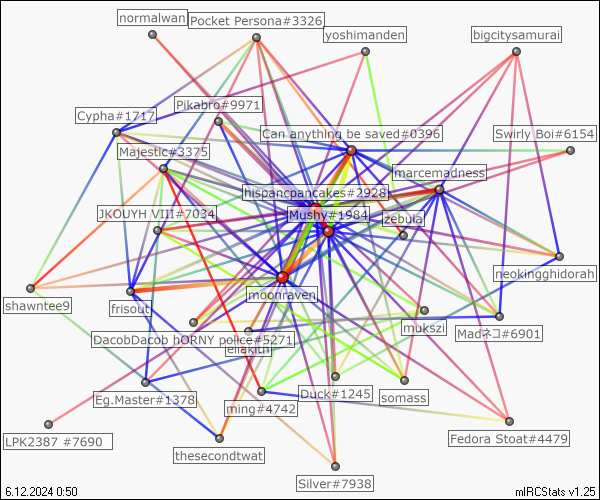 normalwan
Pocket Persona#3326
yoshimanden
bigcitysamurai
Pikabro#9971
Cypha#1717
Can anything be saved#0396
Swirly Boi#6154
Majestic#3375
marcemadness
hispancpancakes#2928
JKOUYH VIII#7034
Mushy#1984
zebula
neokingghidorah
moonraven
shawntee9
frisout
mukszi
Madネコ#6901
DacobDacob hORNY police#5271
eliakith
Eg.Master#1378
Duck#1245
somass
ming#4742
LPK2387 #7690
Fedora Stoat#4479
thesecondtwat
Silver#7938
6.12.2024 0:50
mIRCStats v1.25